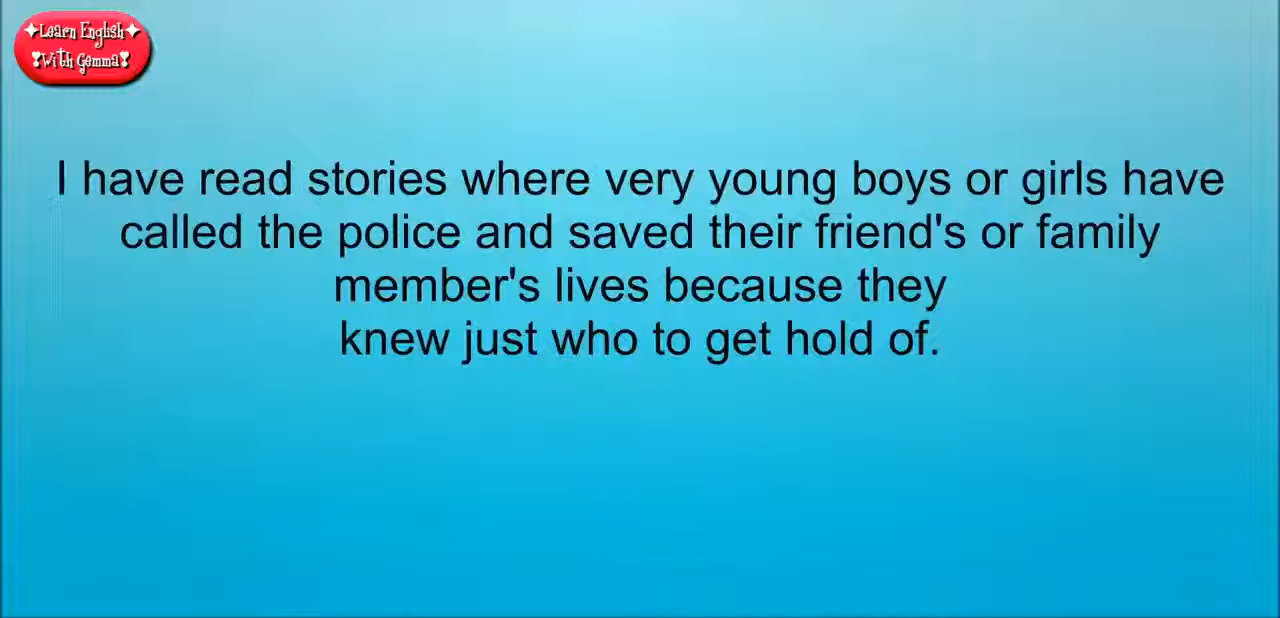 Learn English
With Gemma
I have read stories where very young boys or girls have
called the police and saved their friend's or family
member's lives because they
knew just who to get hold of.